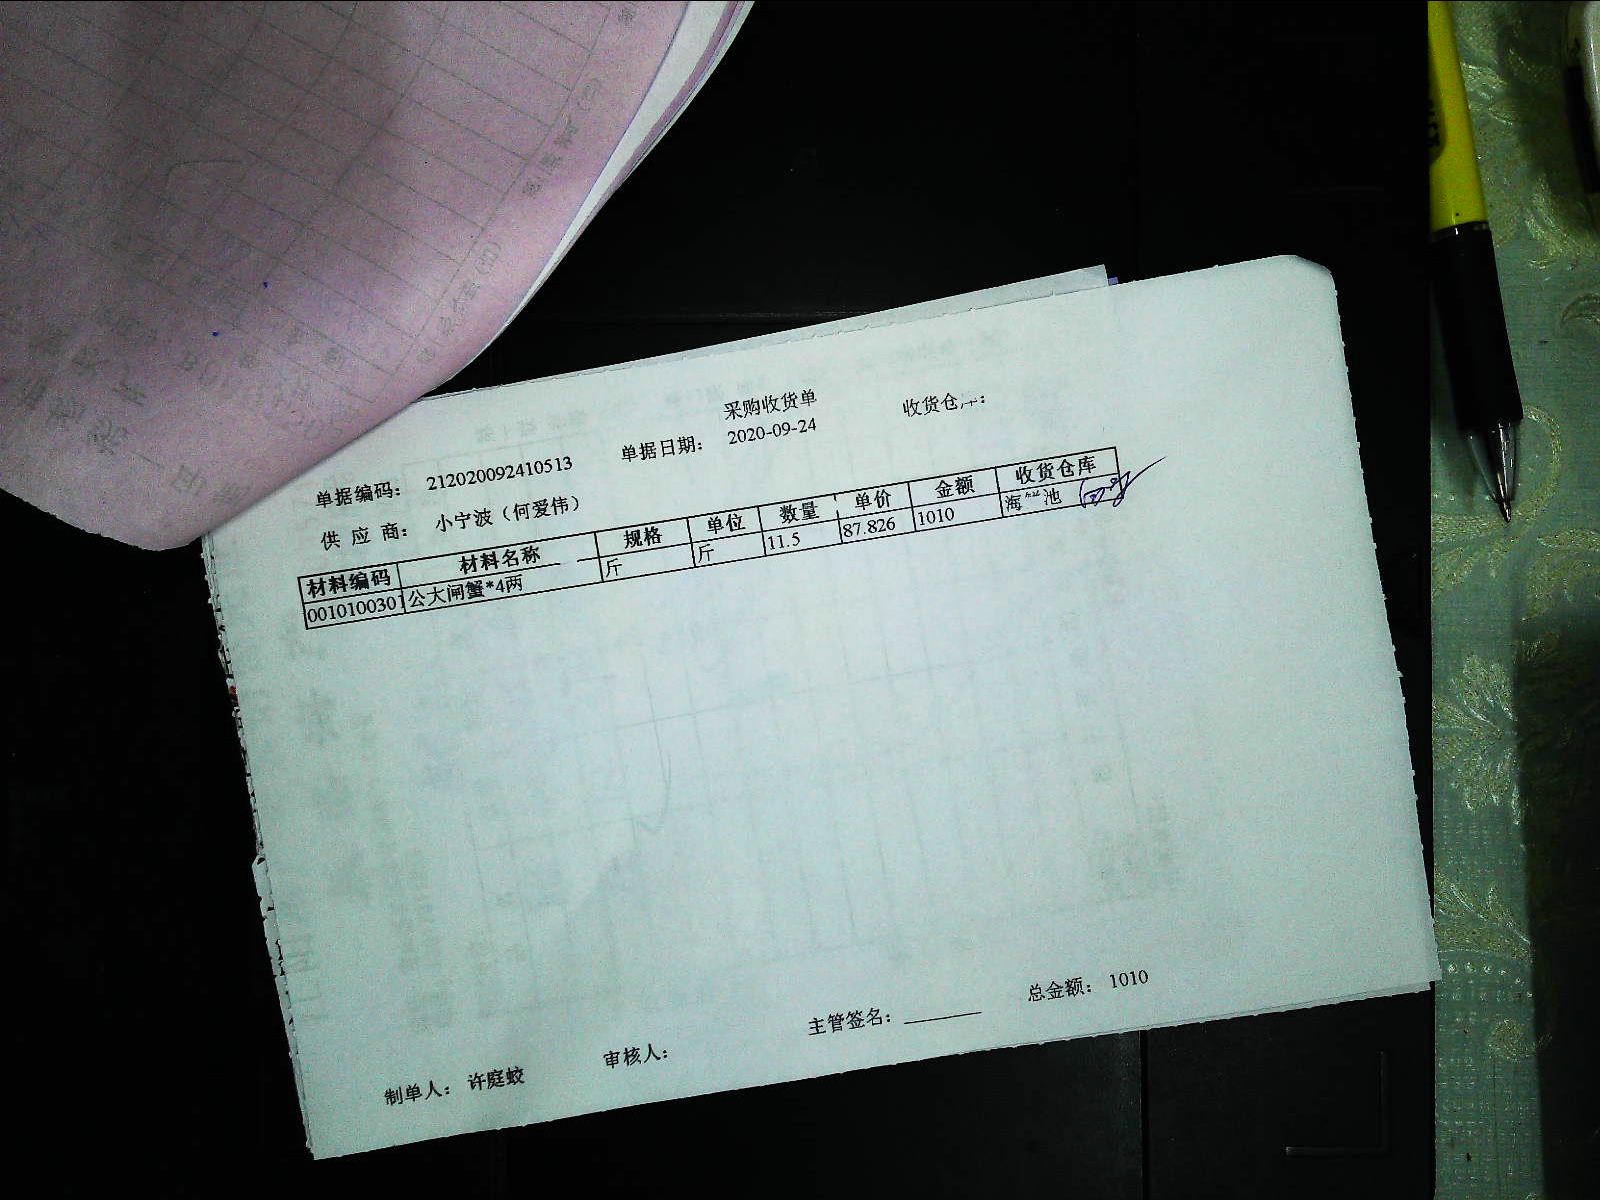 采购收货单
单据编码： 212020092410513 单据日期： 2020-09-24 收货仓
供 应 商： 小宁波（何爱伟）
材料编码 材料名称 规格 单位 数量 单价 金额 收货仓库
0010100301 公大闸蟹*4两 斤 斤 11.5 87.826 1010 海 池
制单人： 许庭蛟 审核人： 主管签名： 总金额： 1010